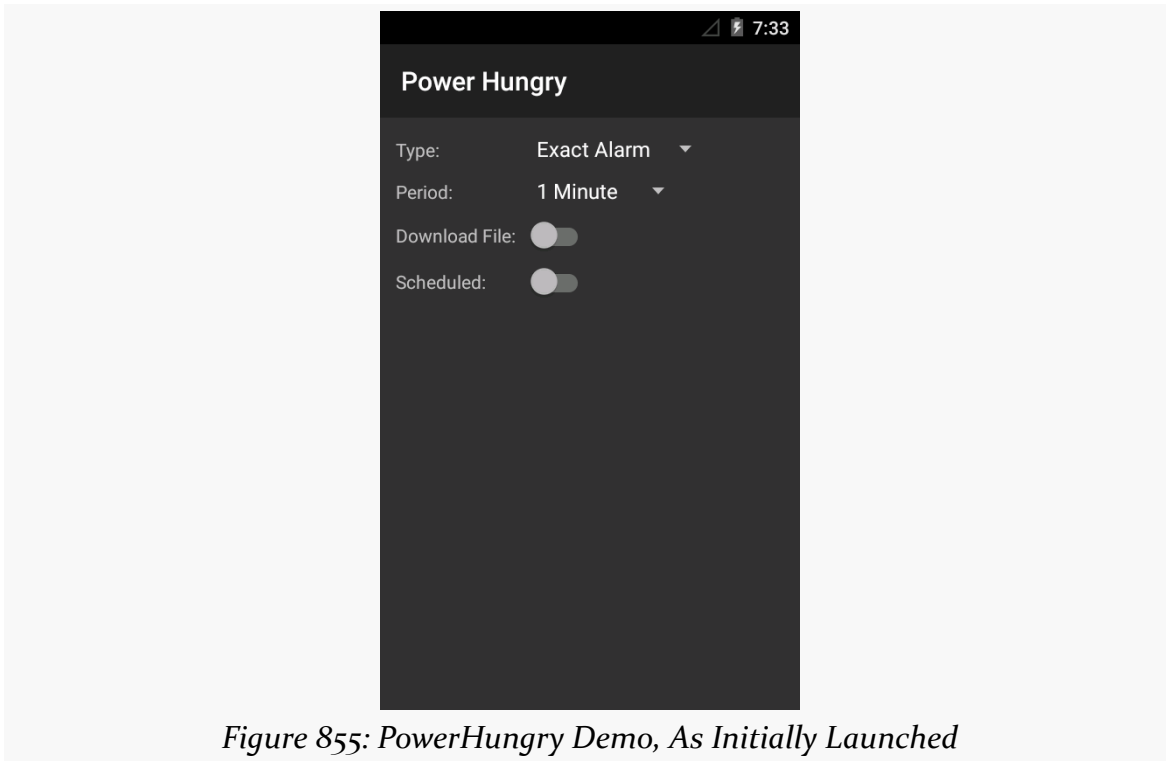 7:33
Power Hungry
Type: Exact Alarm
Period: 1 Minute
Download File:
Scheduled:
Figure 855: PowerHungry Demo, As Initially Launched